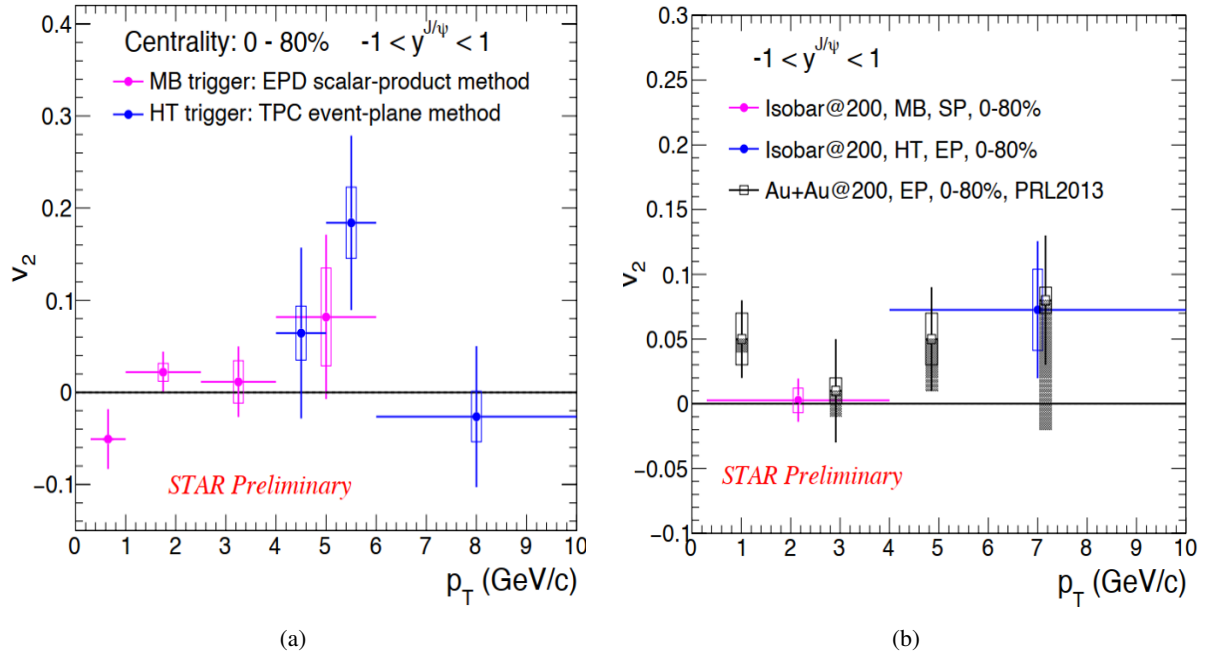 Centrality: 0 - 80% -1 < y^J/ψ < 1
MB trigger: EPD scalar-product method
HT trigger: TPC event-plane method
0.4
0.3
0.2
0.1
0
−0.1
v_2
STAR Preliminary
0 1 2 3 4 5 6 7 8 9 10
p_T (GeV/c)
(a)
0.3
0.25
0.2
0.15
0.1
0.05
0
−0.05
−0.1
v_2
-1 < y^J/ψ < 1
Isobar@200, MB, SP, 0-80%
Isobar@200, HT, EP, 0-80%
Au+Au@200, EP, 0-80%, PRL2013
STAR Preliminary
0 1 2 3 4 5 6 7 8 9 10
p_T (GeV/c)
(b)